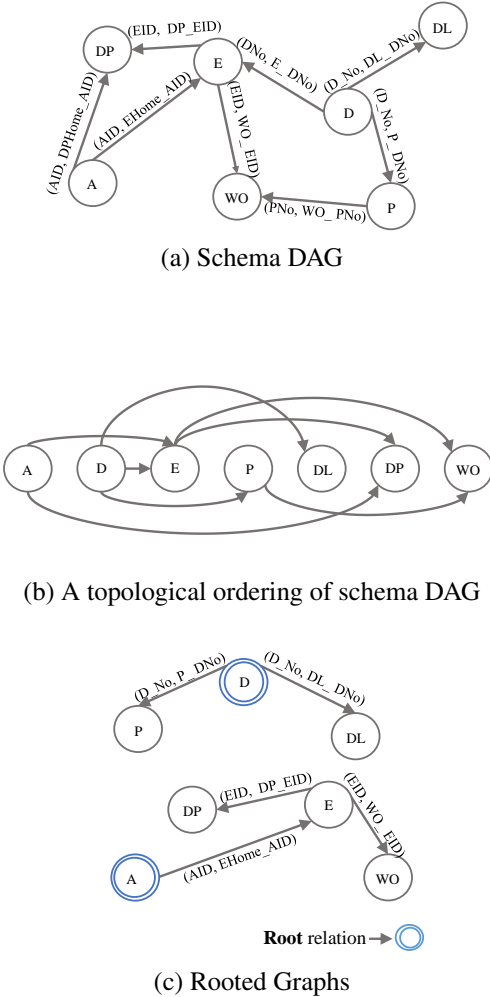 DL
(EID, DP_EID)
DP
E
(DNo, E_DNo)
(D_No, DL_DNo)
D
(AID, DPHome_AID)
(AID, EHome_AID)
(EID, WO_EID)
(D_No, P_DNo)
A
WO
(PNo, WO_ PNo)
P
(a) Schema DAG
A
D
E
P
DL
DP
WO
(b) A topological ordering of schema DAG
(D_No, P_DNo)
D
(D_No, DL_DNo)
P
DL
(EID, DP_EID)
DP
E
(EID, WO_EID)
(AID, EHome_AID)
A
WO
Root relation
(c) Rooted Graphs